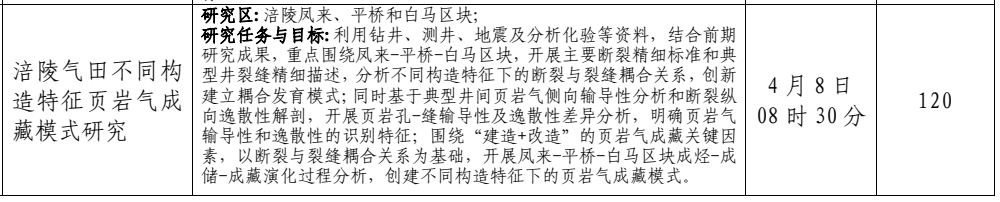 涪陵气田不同构
造特征页岩气成
藏模式研究
研究区:涪陵凤来、平桥和白马区块;
研究任务与目标:利用钻井、测井、地震及分析化验等资料，结合前期
研究成果，重点围绕凤来-平桥-白马区块，开展主要断裂精细标准和典
型井裂缝精细描述，分析不同构造特征下的断裂与裂缝耦合关系，创新
建立耦合发育模式;同时基于典型井间页岩气侧向输导性分析和断裂纵
向逸散性解剖，开展页岩孔-缝输导性及逸散性差异分析，明确页岩气
输导性和逸散性的识别特征；围绕“建造+改造”的页岩气成藏关键因
素，以断裂与裂缝耦合关系为基础，开展凤来-平桥-白马区块成烃-成
储-成藏演化过程分析，创建不同构造特征下的页岩气成藏模式。
4月8日
08时30分
120